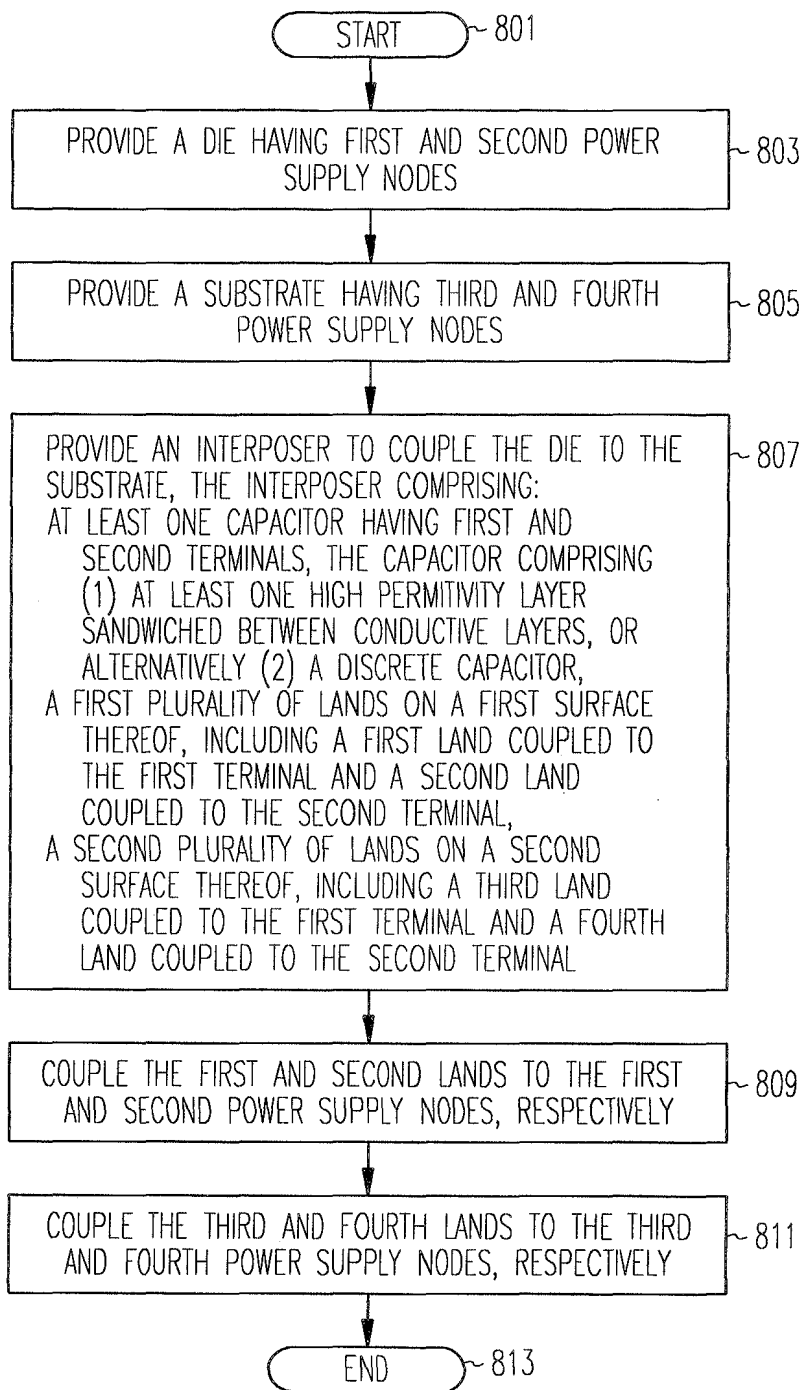 START
801
PROVIDE A DIE HAVING FIRST AND SECOND POWER
SUPPLY NODES
803
PROVIDE A SUBSTRATE HAVING THIRD AND FOURTH
POWER SUPPLY NODES
805
PROVIDE AN INTERPOSER TO COUPLE THE DIE TO THE
SUBSTRATE, THE INTERPOSER COMPRISING:
AT LEAST ONE CAPACITOR HAVING FIRST AND
SECOND TERMINALS, THE CAPACITOR COMPRISING
(1) AT LEAST ONE HIGH PERMITIVITY LAYER
SANDWICHED BETWEEN CONDUCTIVE LAYERS, OR
ALTERNATIVELY (2) A DISCRETE CAPACITOR,
A FIRST PLURALITY OF LANDS ON A FIRST SURFACE
THEREOF, INCLUDING A FIRST LAND COUPLED TO
THE FIRST TERMINAL AND A SECOND LAND
COUPLED TO THE SECOND TERMINAL,
A SECOND PLURALITY OF LANDS ON A SECOND
SURFACE THEREOF, INCLUDING A THIRD LAND
COUPLED TO THE FIRST TERMINAL AND A FOURTH
LAND COUPLED TO THE SECOND TERMINAL
807
COUPLE THE FIRST AND SECOND LANDS TO THE FIRST
AND SECOND POWER SUPPLY NODES, RESPECTIVELY
809
COUPLE THE THIRD AND FOURTH LANDS TO THE THIRD
AND FOURTH POWER SUPPLY NODES, RESPECTIVELY
811
END
813